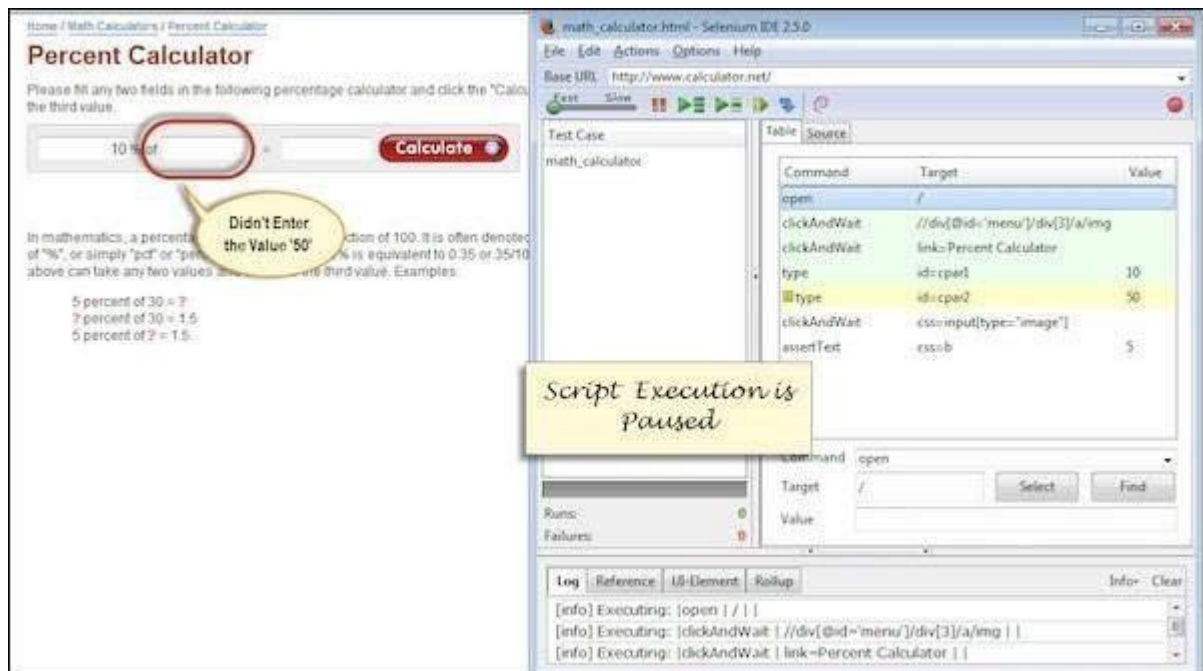 Home / Math Calculators / Percent Calculator
Percent Calculator
Please fill any two fields in the following percentage calculator and click the "Calcu
the third value.
10 % of
=
Calculate
Didn't Enter
the Value '50'
In mathematics, a percenta
ction of 100. It is often denoted
of "%", or simply "pct" or "per
% is equivalent to 0.35 or 35/10
above can take any two values
the third value. Examples:
5 percent of 30 = ?
? percent of 30 = 1.5
5 percent of ? = 1.5
math_calculator.html - Selenium IDE 2.5.0
File Edit Actions Options Help
Base URL http://www.calculator.net/
Fast Slow
Test Case
math_calculator
Table Source
Command Target Value
open /
clickAndWait //div[@id='menu']/div[3]/a/img
clickAndWait link=Percent Calculator
type id=cpar1 10
type id=cpar2 50
clickAndWait css=input[type="image"]
assertText css=b 5
Script Execution is
Paused
Command open
Target / Select Find
Value
Runs: 0
Failures: 0
Log Reference UI-Element Rollup Info Clear
[info] Executing: |open | / | |
[info] Executing: |clickAndWait | //div[@id='menu']/div[3]/a/img | |
[info] Executing: |clickAndWait | link=Percent Calculator | |